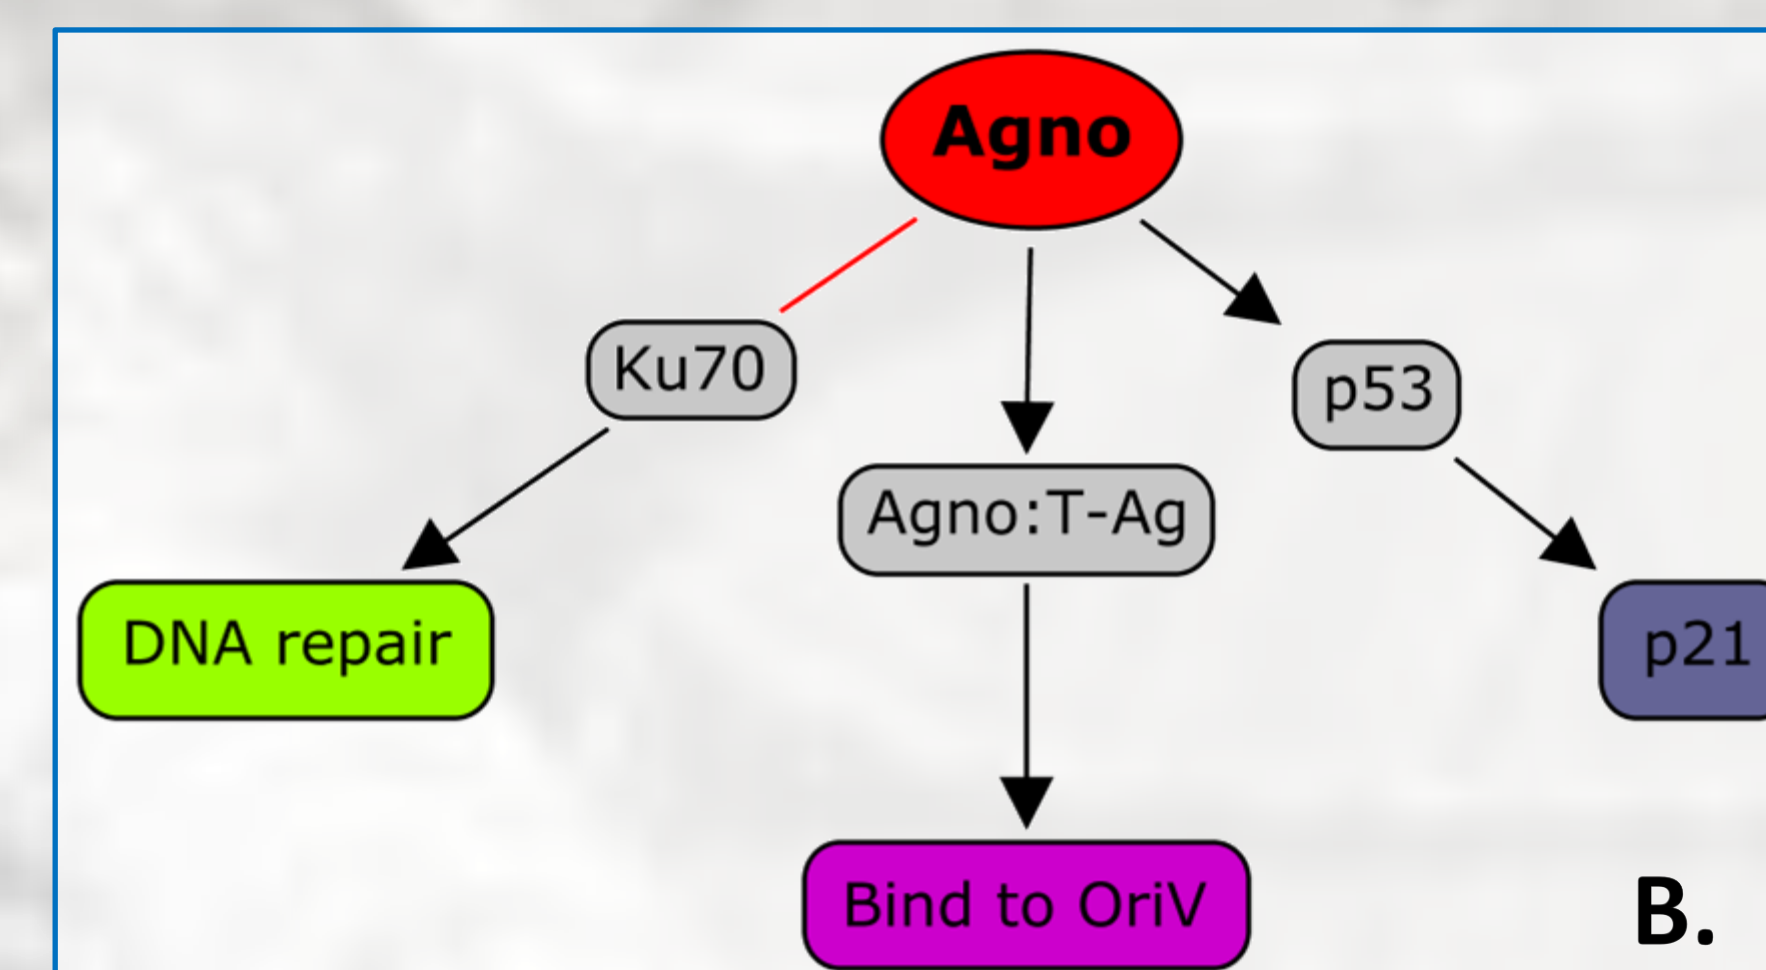 Agno
Ku70
p53
Agno:T-Ag
DNA repair
p21
Bind to OriV
B.